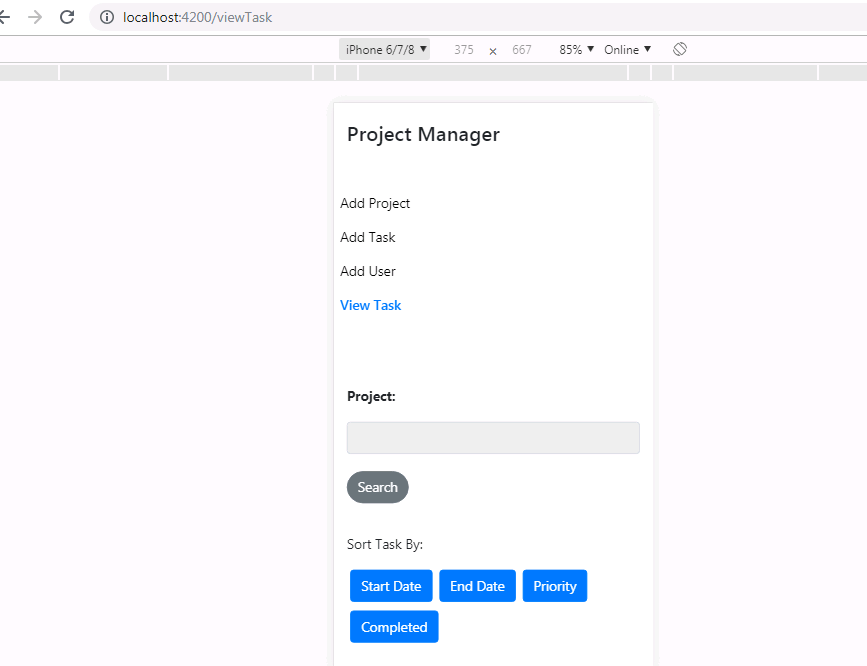 localhost:4200/viewTask
iPhone 6/7/8 ▼ 375 × 667 85% ▼ Online ▼
Project Manager
Add Project
Add Task
Add User
View Task
Project:
Search
Sort Task By:
Start Date End Date Priority
Completed